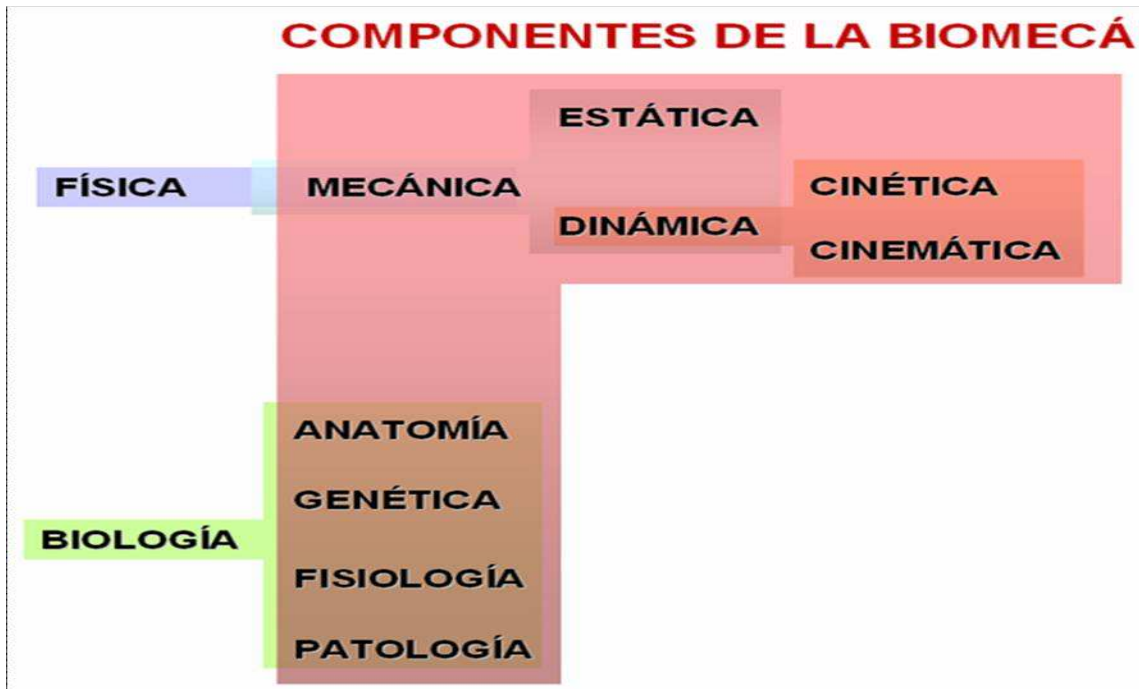 COMPONENTES DE LA BIOMECÁ
ESTÁTICA
FÍSICA
MECÁNICA
CINÉTICA
DINÁMICA
CINEMÁTICA
ANATOMÍA
GENÉTICA
BIOLOGÍA
FISIOLOGÍA
PATOLOGÍA